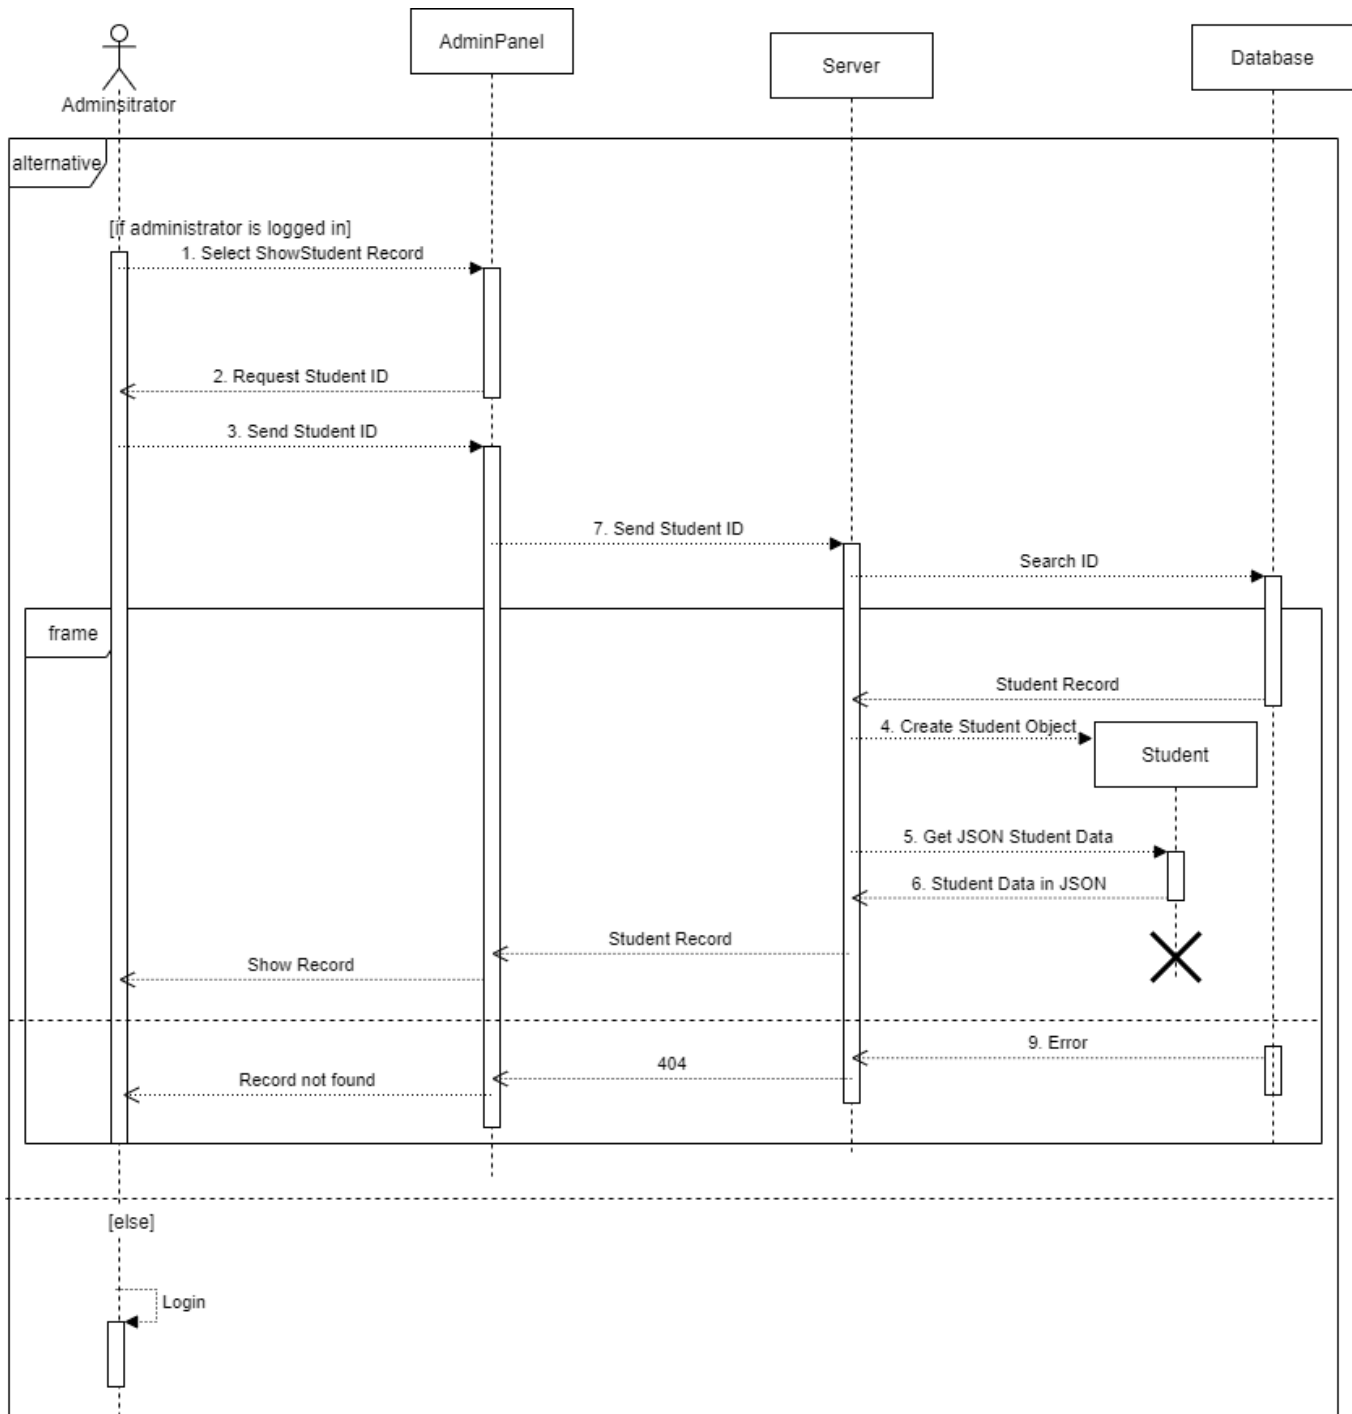 AdminPanel
Server
Database
Adminsitrator
alternative
[if administrator is logged in]
1. Select ShowStudent Record
2. Request Student ID
3. Send Student ID
7. Send Student ID
Search ID
frame
Student Record
4. Create Student Object
Student
5. Get JSON Student Data
6. Student Data in JSON
Student Record
Show Record
9. Error
404
Record not found
[else]
Login